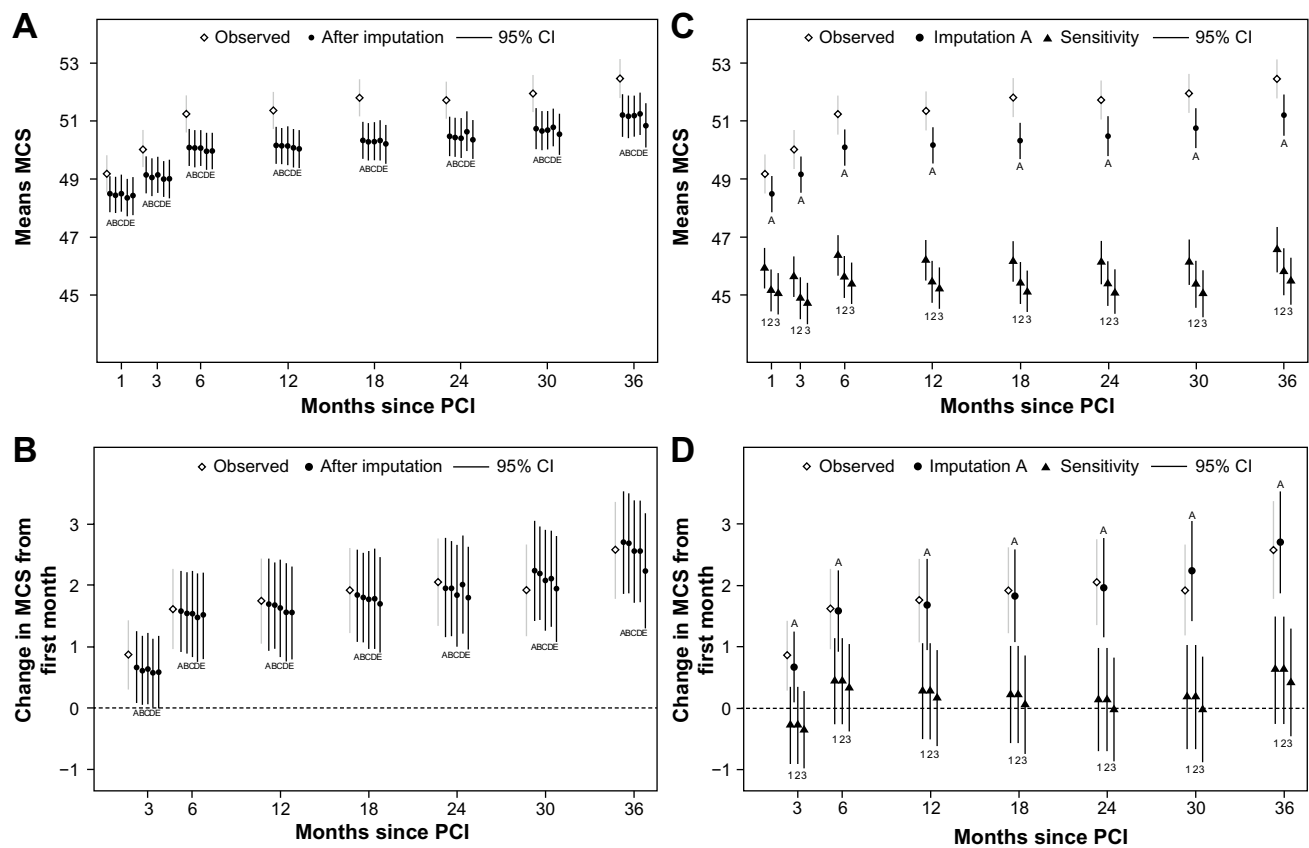 A
Observed After imputation 95% CI
53
51
49
47
45
Means MCS
ABCDE ABCDE ABCDE ABCDE ABCDE ABCDE ABCDE ABCDE
1 3 6 12 18 24 30 36
Months since PCI
B
Observed After imputation 95% CI
3
2
1
0
−1
Change in MCS from
first month
ABCDE ABCDE ABCDE ABCDE ABCDE ABCDE ABCDE
3 6 12 18 24 30 36
Months since PCI
C
Observed Imputation A Sensitivity 95% CI
53
51
49
47
45
Means MCS
A A A A A A A A
123 123 123 123 123 123 123 123
1 3 6 12 18 24 30 36
Months since PCI
D
Observed Imputation A Sensitivity 95% CI
3
2
1
0
−1
Change in MCS from
first month
A A A A A A A
123 123 123 123 123 123 123
3 6 12 18 24 30 36
Months since PCI